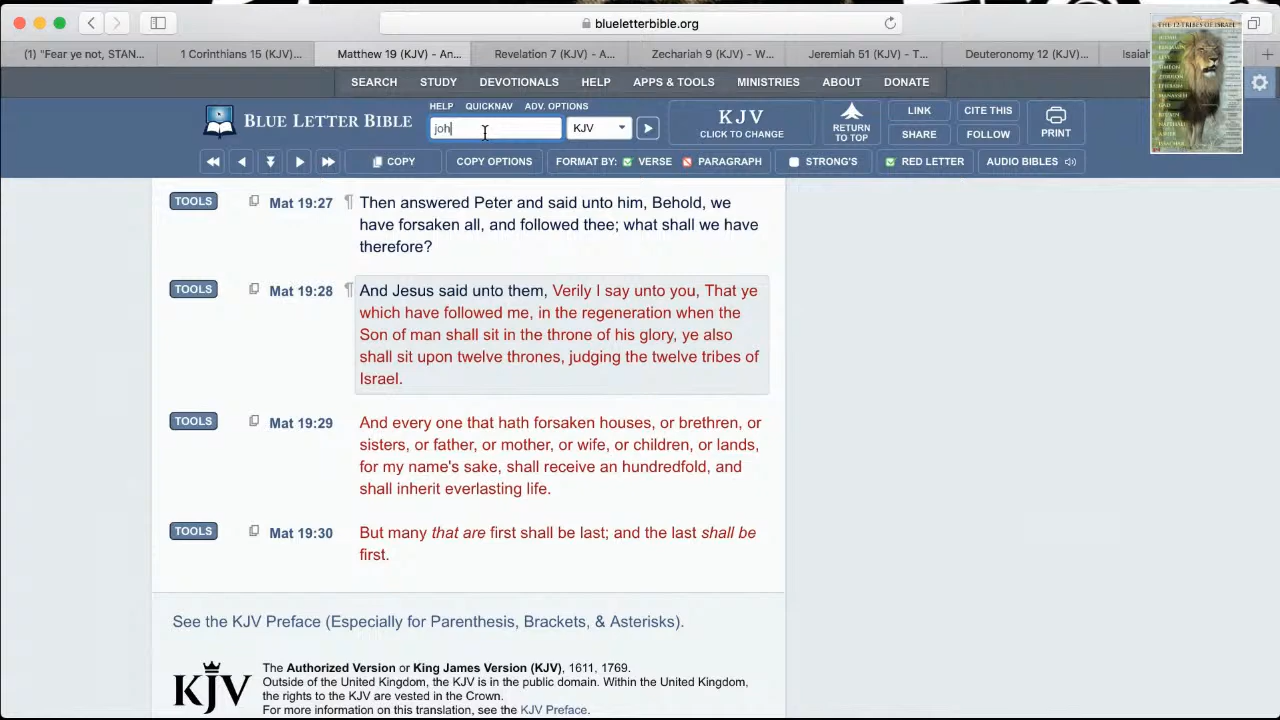 blueletterbible.org
(1) "Fear ye not, STAN...
1 Corinthians 15 (KJV)...
Matthew 19 (KJV) - An...
Revelation 7 (KJV) - A...
Zechariah 9 (KJV) - W...
Jeremiah 51 (KJV) - T...
Deuteronomy 12 (KJV)...
Isaiah
THE 12 TRIBES OF ISRAEL
SEARCH STUDY DEVOTIONALS HELP APPS & TOOLS MINISTRIES ABOUT DONATE
BLUE LETTER BIBLE
HELP QUICKNAV ADV. OPTIONS
joh
KJV
KJV
CLICK TO CHANGE
RETURN
TO TOP
LINK
CITE THIS
SHARE
FOLLOW
PRINT
COPY
COPY OPTIONS
FORMAT BY: VERSE PARAGRAPH
STRONG'S
RED LETTER
AUDIO BIBLES
TOOLS
Mat 19:27
¶
Then answered Peter and said unto him, Behold, we
have forsaken all, and followed thee; what shall we have
therefore?
TOOLS
Mat 19:28
¶
And Jesus said unto them, Verily I say unto you, That ye
which have followed me, in the regeneration when the
Son of man shall sit in the throne of his glory, ye also
shall sit upon twelve thrones, judging the twelve tribes of
Israel.
TOOLS
Mat 19:29
And every one that hath forsaken houses, or brethren, or
sisters, or father, or mother, or wife, or children, or lands,
for my name's sake, shall receive an hundredfold, and
shall inherit everlasting life.
TOOLS
Mat 19:30
But many that are first shall be last; and the last shall be
first.
See the KJV Preface (Especially for Parenthesis, Brackets, & Asterisks).
KJV
The Authorized Version or King James Version (KJV), 1611, 1769.
Outside of the United Kingdom, the KJV is in the public domain. Within the United Kingdom,
the rights to the KJV are vested in the Crown.
For more information on this translation, see the KJV Preface.